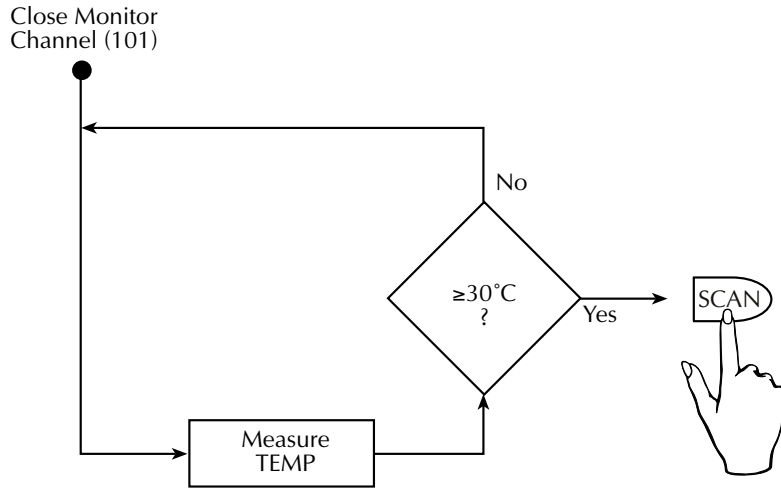 Close Monitor
Channel (101)
No
≥30˚C
?
Yes
SCAN
Measure
TEMP